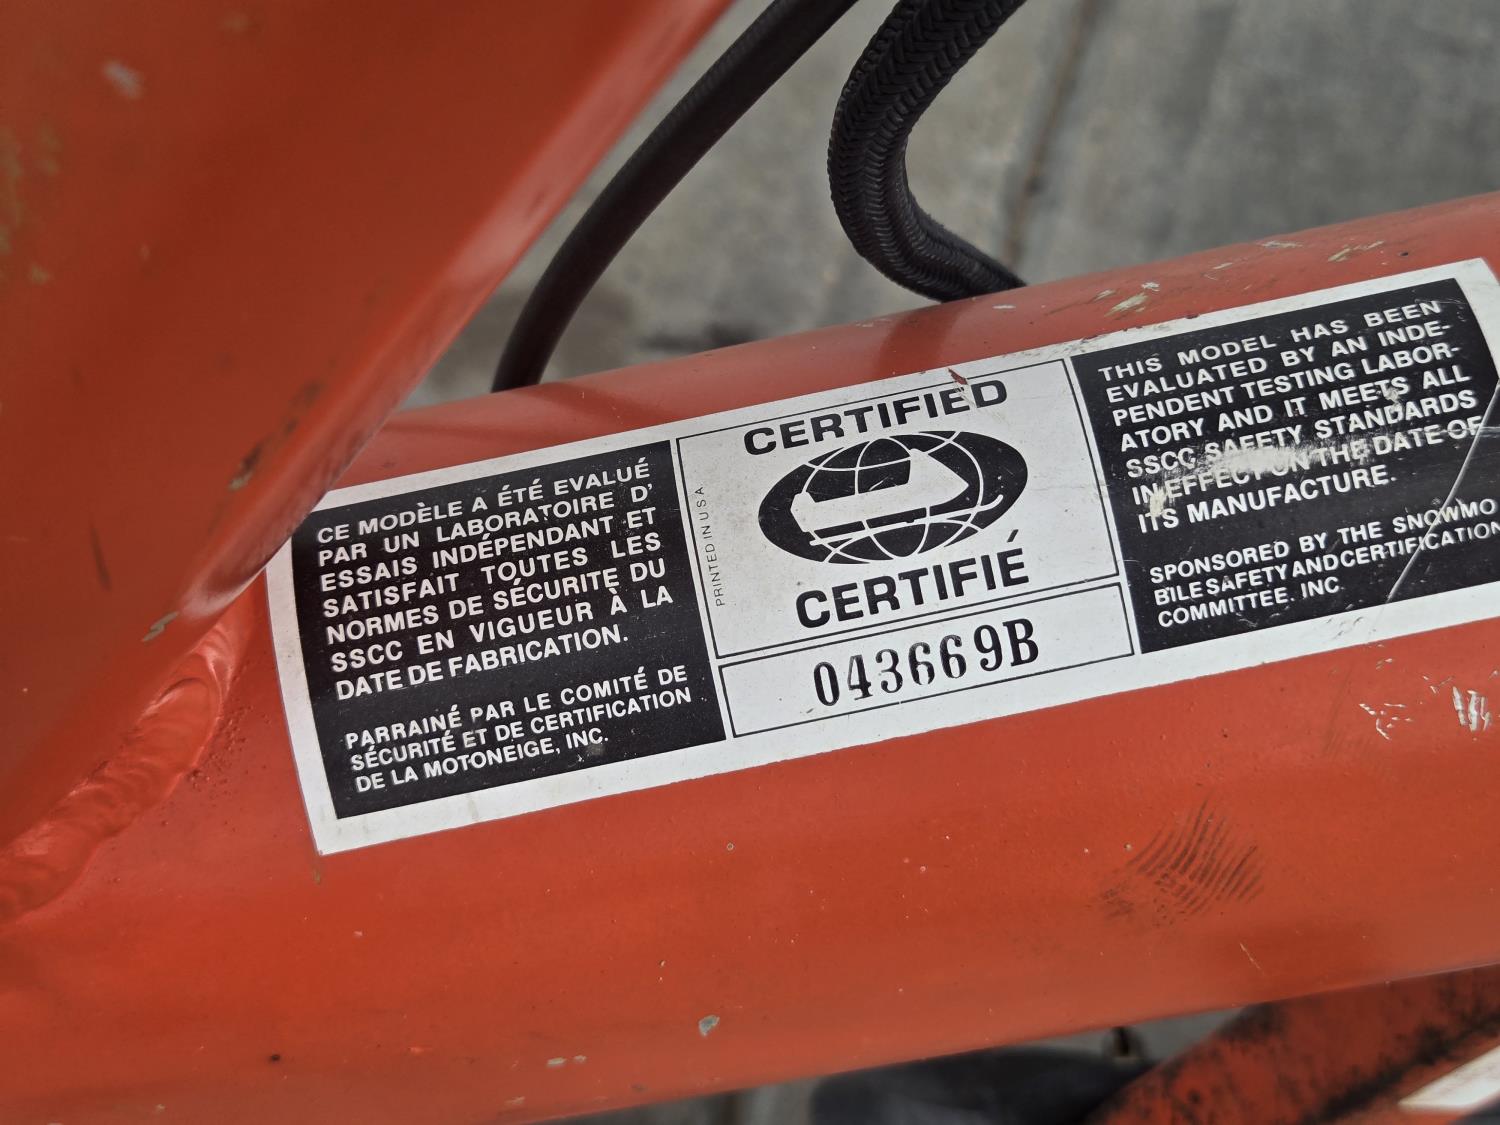 CE MODÈLE A ÉTÉ EVALUÉ
PAR UN LABORATOIRE D'
ESSAIS INDÉPENDANT ET
SATISFAIT TOUTES LES
NORMES DE SÉCURITE DU
SSCC EN VIGUEUR À LA
DATE DE FABRICATION.
PARRAINÉ PAR LE COMITÉ DE
SÉCURITÉ ET DE CERTIFICATION
DE LA MOTONEIGE, INC.
PRINTED IN U S A
CERTIFIED
CERTIFIÉ
043669B
THIS MODEL HAS BEEN
EVALUATED BY AN INDE-
PENDENT TESTING LABOR-
ATORY AND IT MEETS ALL
SSCC SAFETY STANDARDS
IN EFFECT ON THE DATE OF
ITS MANUFACTURE.
SPONSORED BY THE SNOWMO
BILE SAFETY AND CERTIFICATION
COMMITTEE. INC